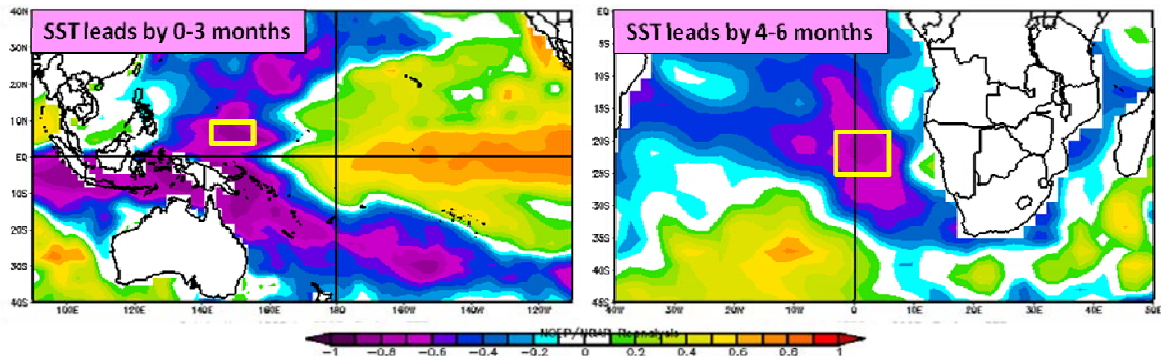 SST leads by 0-3 months
SST leads by 4-6 months
40N
30N
20N
10N
EQ
10S
20S
30S
40S
100E
120E
140E
160E
180
160W
140W
120W
EQ
5S
10S
15S
20S
25S
30S
35S
40S
45S
30W
20W
10W
0
10E
20E
30E
40E
50E
NCEP/NCAR Reanalysis
-1
-0.8
-0.6
-0.4
-0.2
0
0.2
0.4
0.6
0.8
1